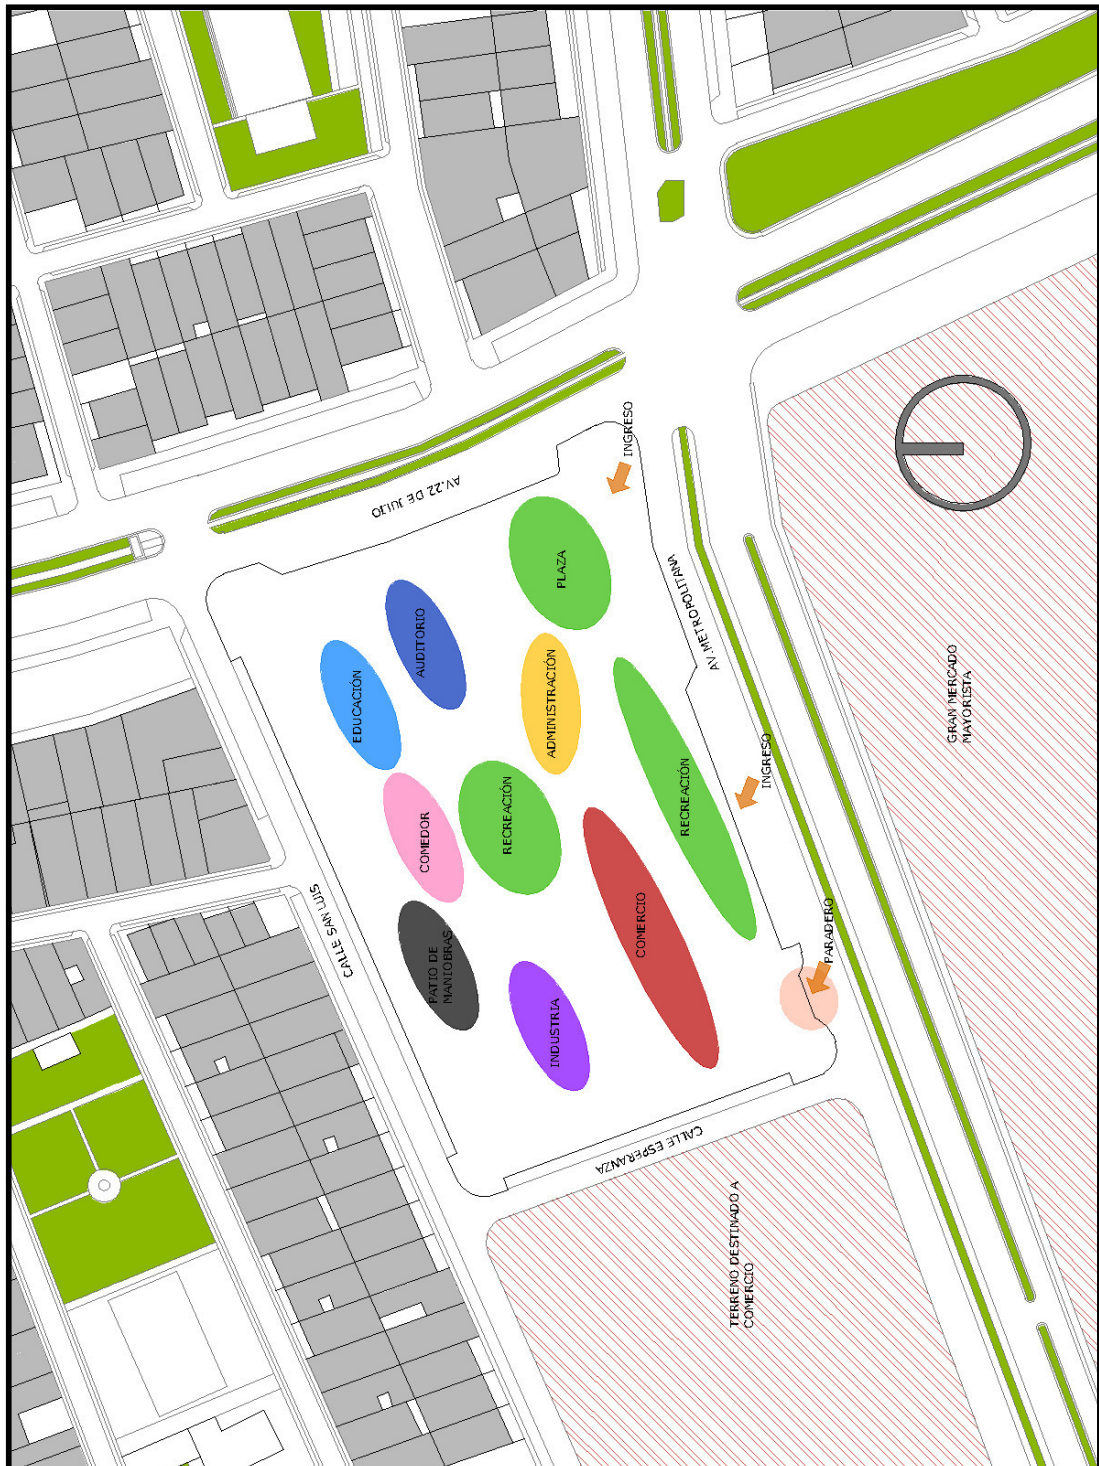 INGRESO
AV.22 DE JULIO
PLAZA
AUDITORIO
EDUCACIÓN
ADMINISTRACIÓN
AV.METROPOLITANA
GRAN MERCADO
MAYORISTA
RECREACIÓN
INGRESO
RECREACIÓN
COMEDOR
COMERCIO
CALLE SAN LUIS
PATIO DE
MANIOBRAS
PARADERO
INDUSTRIA
CALLE ESPERANZA
TERRENO DESTINADO A
COMERCIO